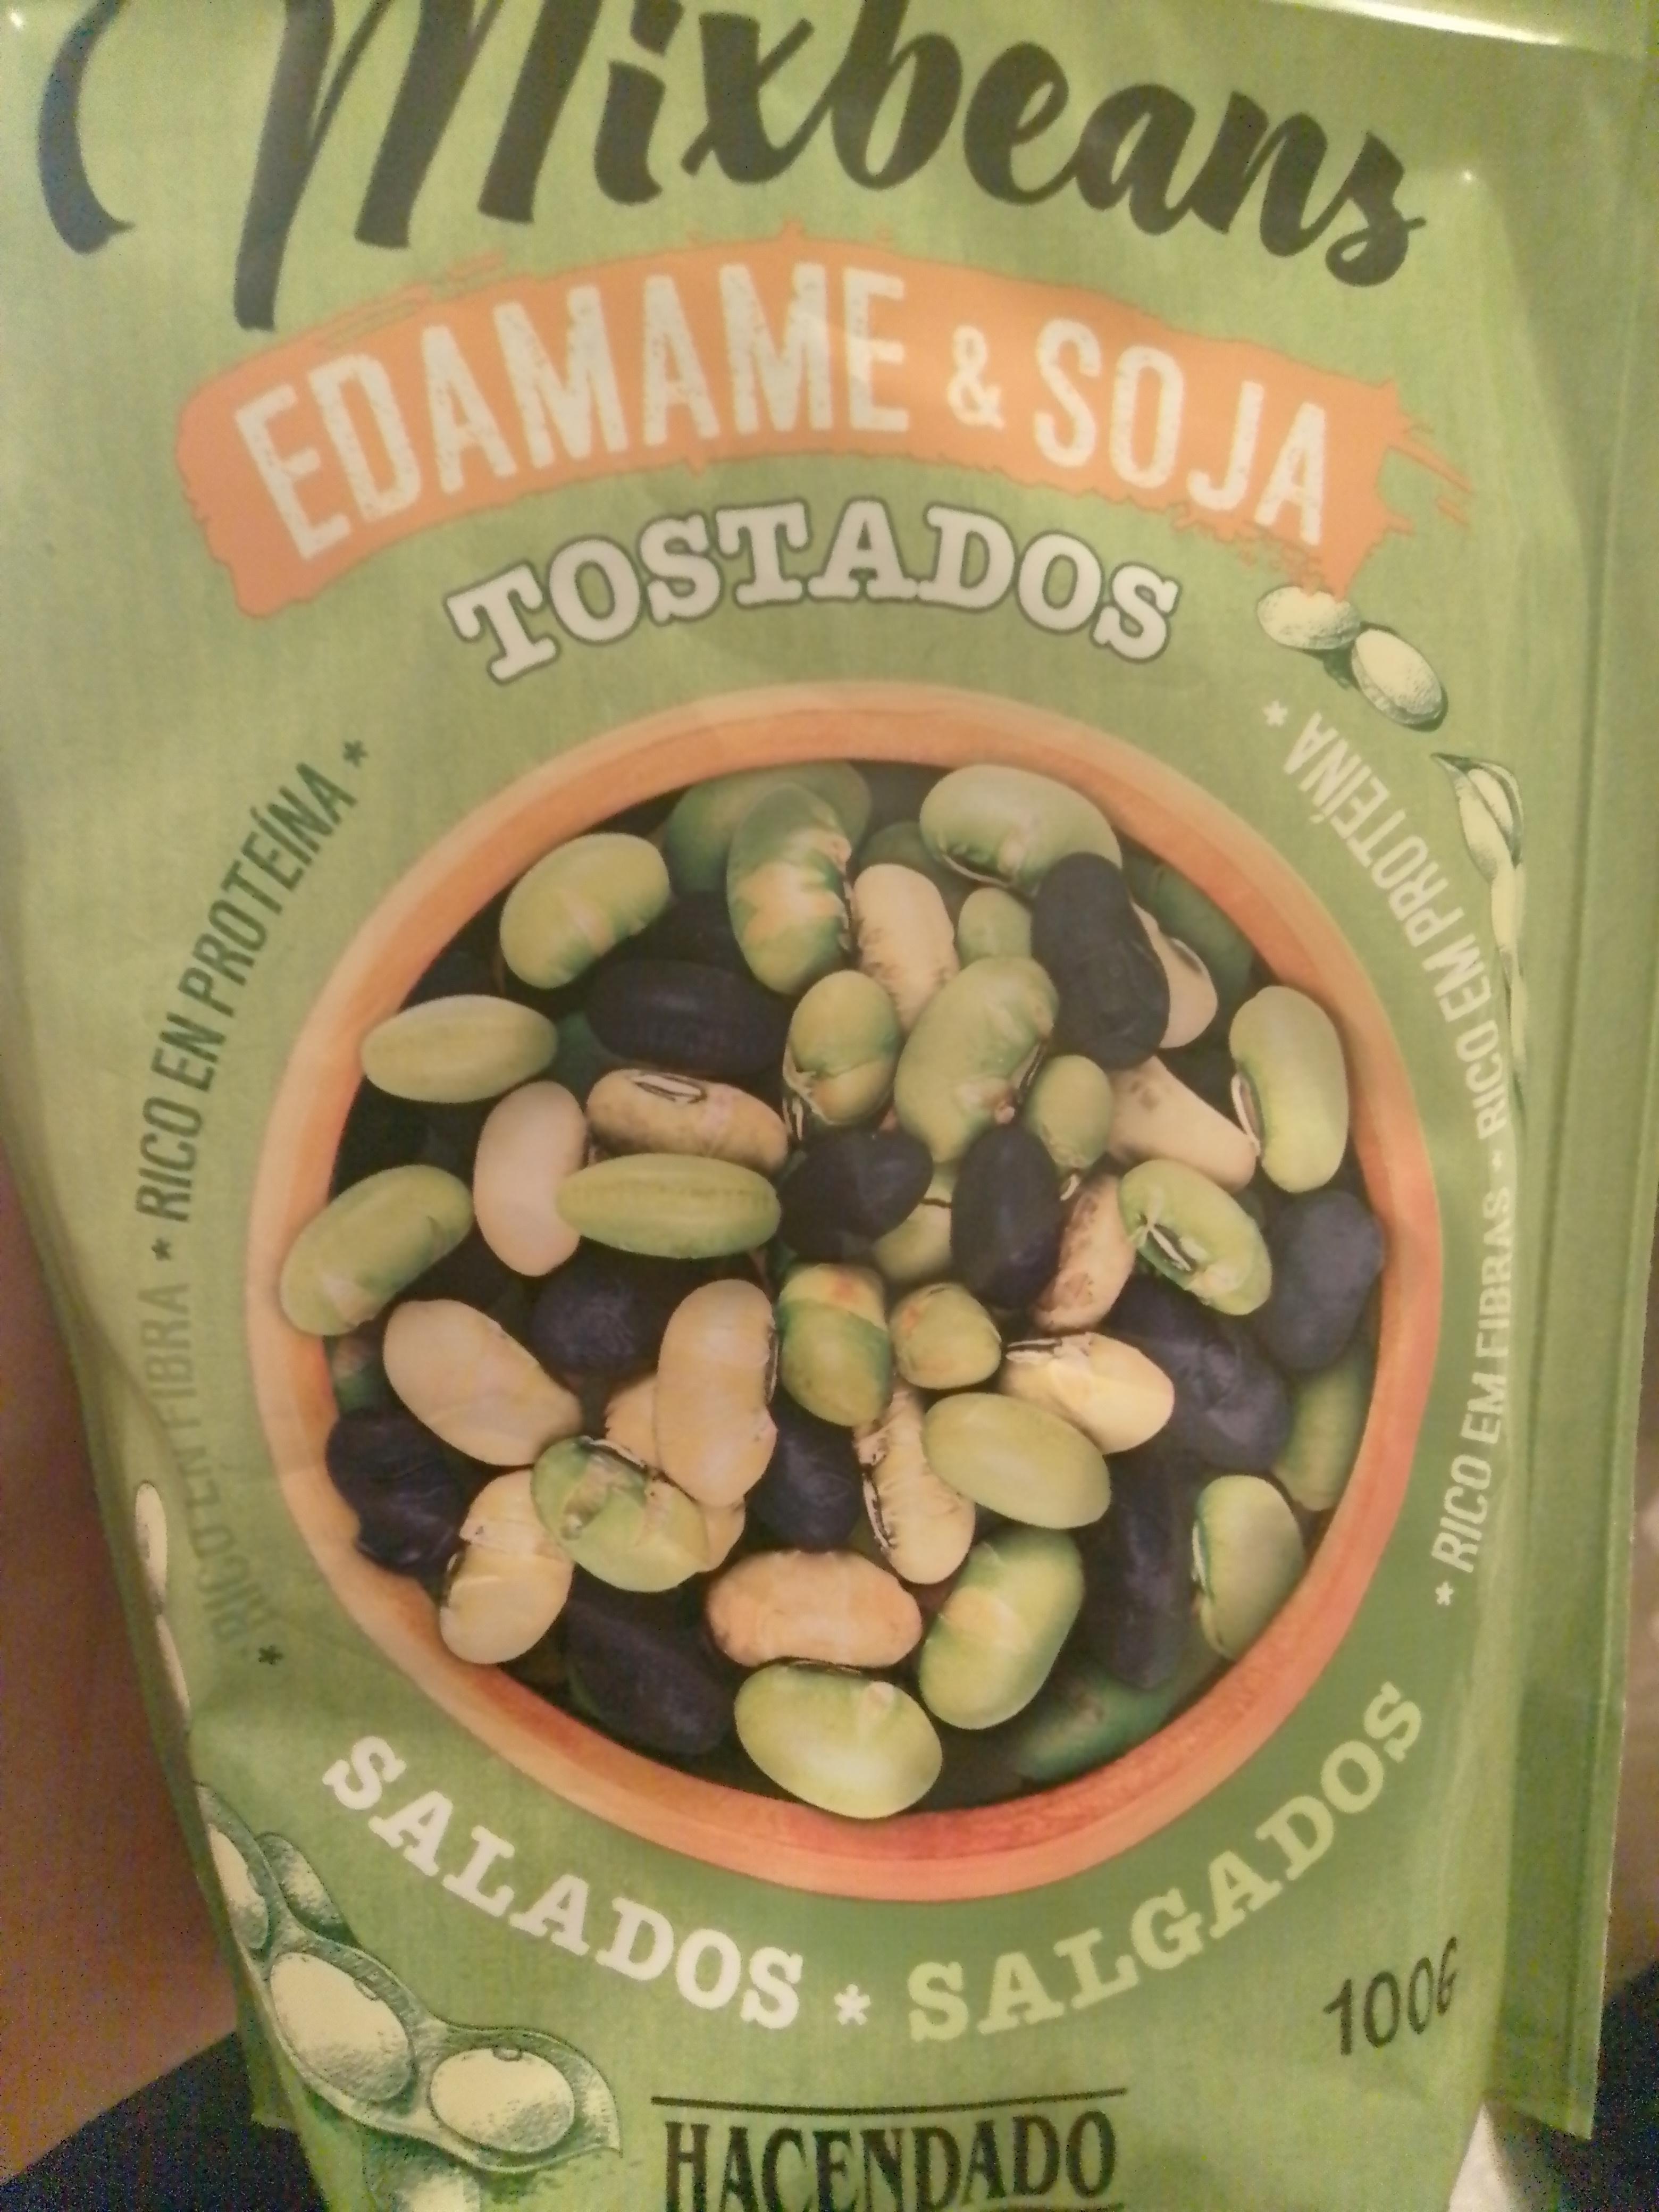 Mixbeans
EDAMAME & SOJA
TOSTADOS
* RICO EN FIBRA * RICO EN PROTEÍNA *
* RICO EM FIBRAS * RICO EM PROTEÍNA *
SALADOS * SALGADOS
100G
HACENDADO